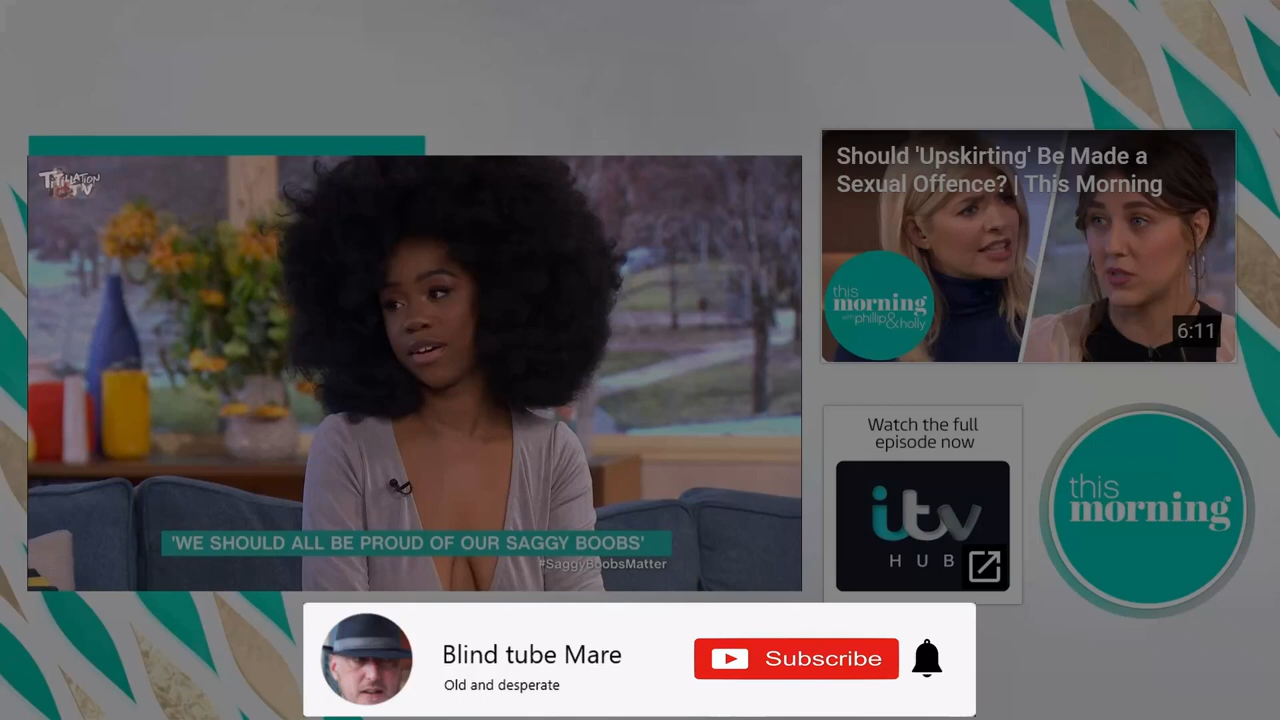 TiTiLLATiON
TV
'WE SHOULD ALL BE PROUD OF OUR SAGGY BOOBS'
#SaggyBoobsMatter
Should 'Upskirting' Be Made a
Sexual Offence? | This Morning
this
morning
with phillip & holly
6:11
Watch the full
episode now
itv
HUB
this
morning
Blind tube Mare
Old and desperate
Subscribe